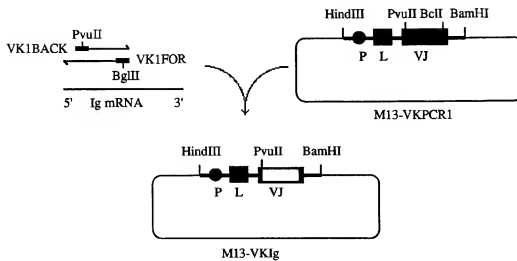 PvuII
VK1BACK
VK1FOR
BglII
5' Ig mRNA 3'
HindIII PvuII BclI BamHI
P L VJ
M13-VKPCR1
HindIII PvuII BamHI
P L VJ
M13-VKIg